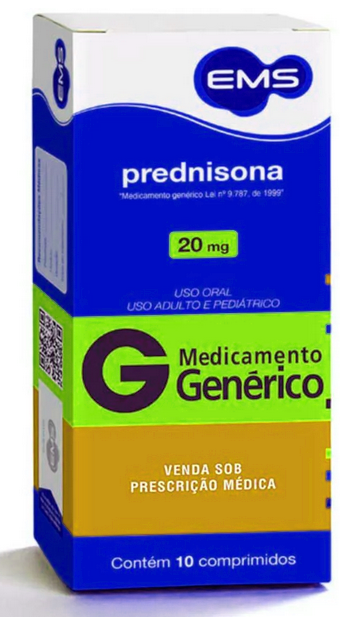 EMS
prednisona
"Medicamento genérico Lei nº 9.787, de 1999"
20 mg
USO ORAL
USO ADULTO E PEDIÁTRICO
G Medicamento
Genérico
VENDA SOB
PRESCRIÇÃO MÉDICA
Contém 10 comprimidos
EMS